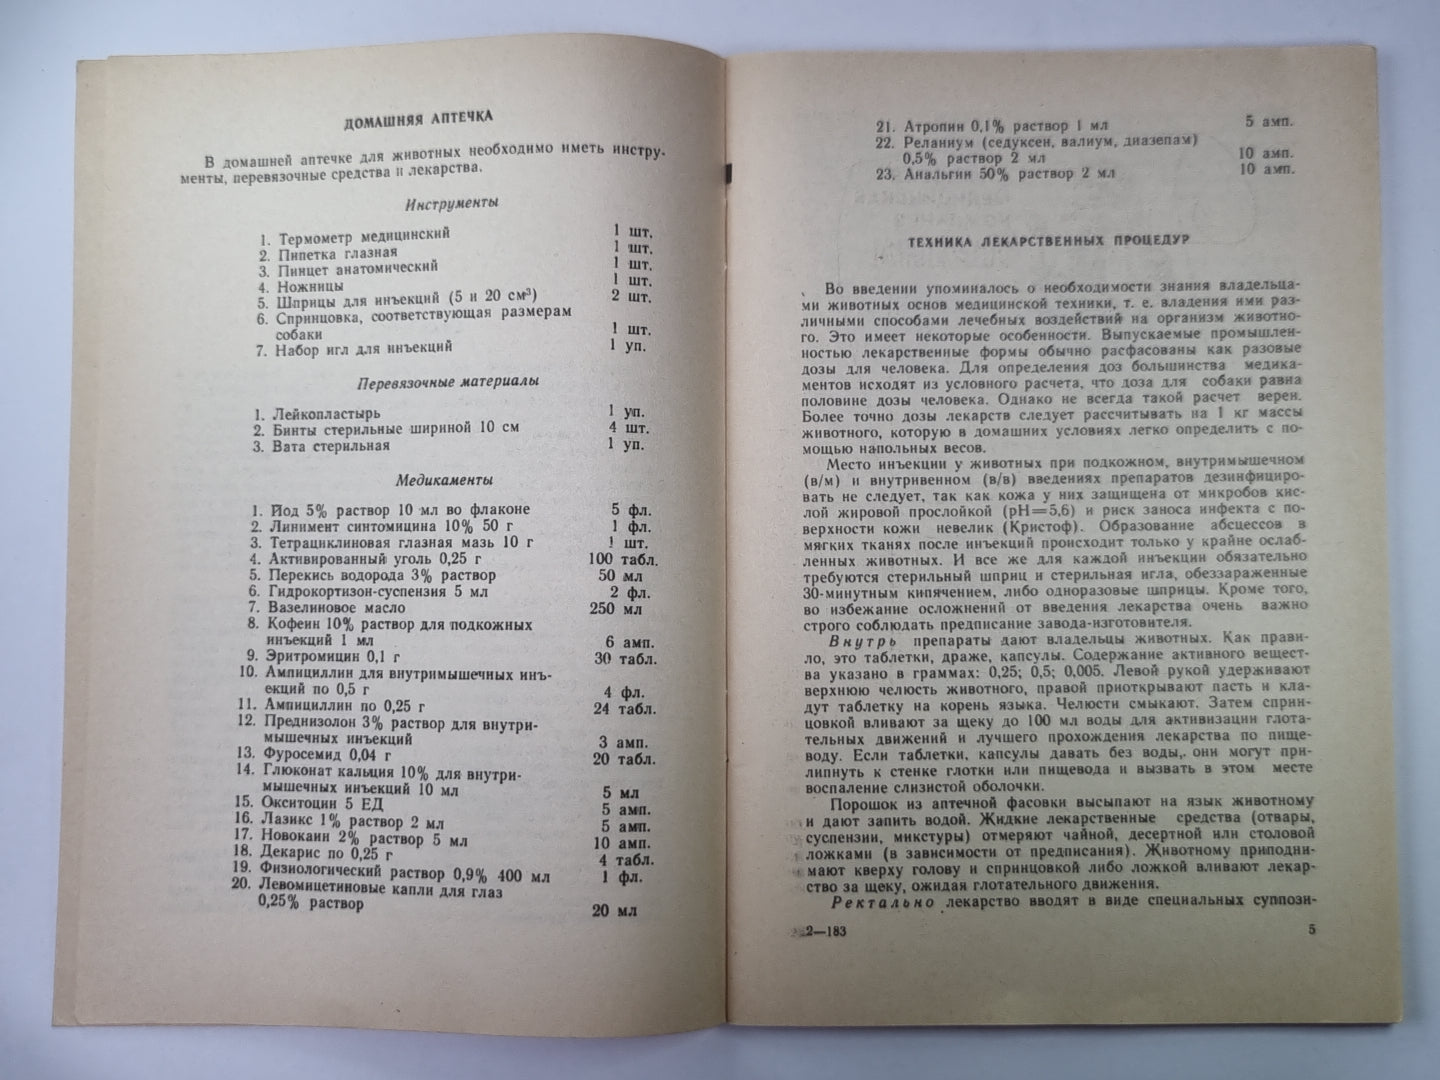 ДОМАШНЯЯ АПТЕЧКА
В домашней аптечке для животных необходимо иметь инстру-
менты, перевязочные средства и лекарства.
Инструменты
1. Термометр медицинский 1 шт.
2. Пипетка глазная 1 шт.
3. Пинцет анатомический 1 шт.
4. Ножницы 1 шт.
5. Шприцы для инъекций (5 и 20 см³) 2 шт.
6. Спринцовка, соответствующая размерам
собаки 1 шт.
7. Набор игл для инъекций 1 уп.
Перевязочные материалы
1. Лейкопластырь 1 уп.
2. Бинты стерильные шириной 10 см 4 шт.
3. Вата стерильная 1 уп.
Медикаменты
1. Йод 5% раствор 10 мл во флаконе 5 фл.
2. Линимент синтомицина 10% 50 г 1 фл.
3. Тетрациклиновая глазная мазь 10 г 1 шт.
4. Активированный уголь 0,25 г 100 табл.
5. Перекись водорода 3% раствор 50 мл
6. Гидрокортизон-суспензия 5 мл 2 фл.
7. Вазелиновое масло 250 мл
8. Кофеин 10% раствор для подкожных
инъекций 1 мл 6 амп.
9. Эритромицин 0,1 г 30 табл.
10. Ампициллин для внутримышечных инъ-
екций по 0,5 г 4 фл.
11. Ампициллин по 0,25 г 24 табл.
12. Преднизолон 3% раствор для внутри-
мышечных инъекций 3 амп.
13. Фуросемид 0,04 г 20 табл.
14. Глюконат кальция 10% для внутри-
мышечных инъекций 10 мл 5 мл
15. Окситоцин 5 ЕД 5 амп.
16. Лазикс 1% раствор 2 мл 5 амп.
17. Новокаин 2% раствор 5 мл 10 амп.
18. Декарис по 0,25 г 4 табл.
19. Физиологический раствор 0,9% 400 мл 1 фл.
20. Левомицетиновые капли для глаз
0,25% раствор 20 мл
21. Атропин 0,1% раствор 1 мл 5 амп.
22. Реланиум (седуксен, валиум, диазепам)
0,5% раствор 2 мл 10 амп.
23. Анальгин 50% раствор 2 мл 10 амп.
ТЕХНИКА ЛЕКАРСТВЕННЫХ ПРОЦЕДУР
Во введении упоминалось о необходимости знания владельца-
ми животных основ медицинской техники, т. е. владения ими раз-
личными способами лечебных воздействий на организм животно-
го. Это имеет некоторые особенности. Выпускаемые промышлен-
ностью лекарственные формы обычно расфасованы как разовые
дозы для человека. Для определения доз большинства медика-
ментов исходят из условного расчета, что доза для собаки равна
половине дозы человека. Однако не всегда такой расчет верен.
Более точно дозы лекарств следует рассчитывать на 1 кг массы
животного, которую в домашних условиях легко определить с по-
мощью напольных весов.
Место инъекции у животных при подкожном, внутримышечном
(в/м) и внутривенном (в/в) введениях препаратов дезинфициро-
вать не следует, так как кожа у них защищена от микробов кис-
лой жировой прослойкой (pH=5,6) и риск заноса инфекта с по-
верхности кожи невелик (Кристоф). Образование абсцессов в
мягких тканях после инъекций происходит только у крайне ослаб-
ленных животных. И все же для каждой инъекции обязательно
требуются стерильный шприц и стерильная игла, обеззараженные
30-минутным кипячением, либо одноразовые шприцы. Кроме того,
во избежание осложнений от введения лекарства очень важно
строго соблюдать предписание завода-изготовителя.
Внутрь препараты дают владельцы животных. Как прави-
ло, это таблетки, драже, капсулы. Содержание активного вещест-
ва указано в граммах: 0,25; 0,5; 0,005. Левой рукой удерживают
верхнюю челюсть животного, правой приоткрывают пасть и кла-
дут таблетку на корень языка. Челюсти смыкают. Затем сприн-
цовкой вливают за щеку до 100 мл воды для активизации глота-
тельных движений и лучшего прохождения лекарства по пище-
воду. Если таблетки, капсулы давать без воды, они могут при-
липнуть к стенке глотки или пищевода и вызвать в этом месте
воспаление слизистой оболочки.
Порошок из аптечной фасовки высыпают на язык животному
и дают запить водой. Жидкие лекарственные средства (отвары,
суспензии, микстуры) отмеряют чайной, десертной или столовой
ложками (в зависимости от предписания). Животному приподни-
мают кверху голову и спринцовкой либо ложкой вливают лекар-
ство за щеку, ожидая глотательного движения.
Ректально лекарство вводят в виде специальных суппози-
2—183 5